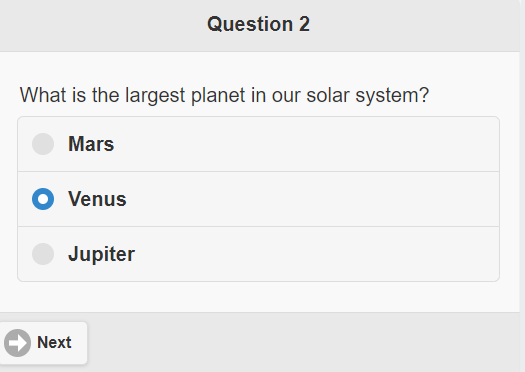 Question 2
What is the largest planet in our solar system?
Mars
Venus
Jupiter
Next